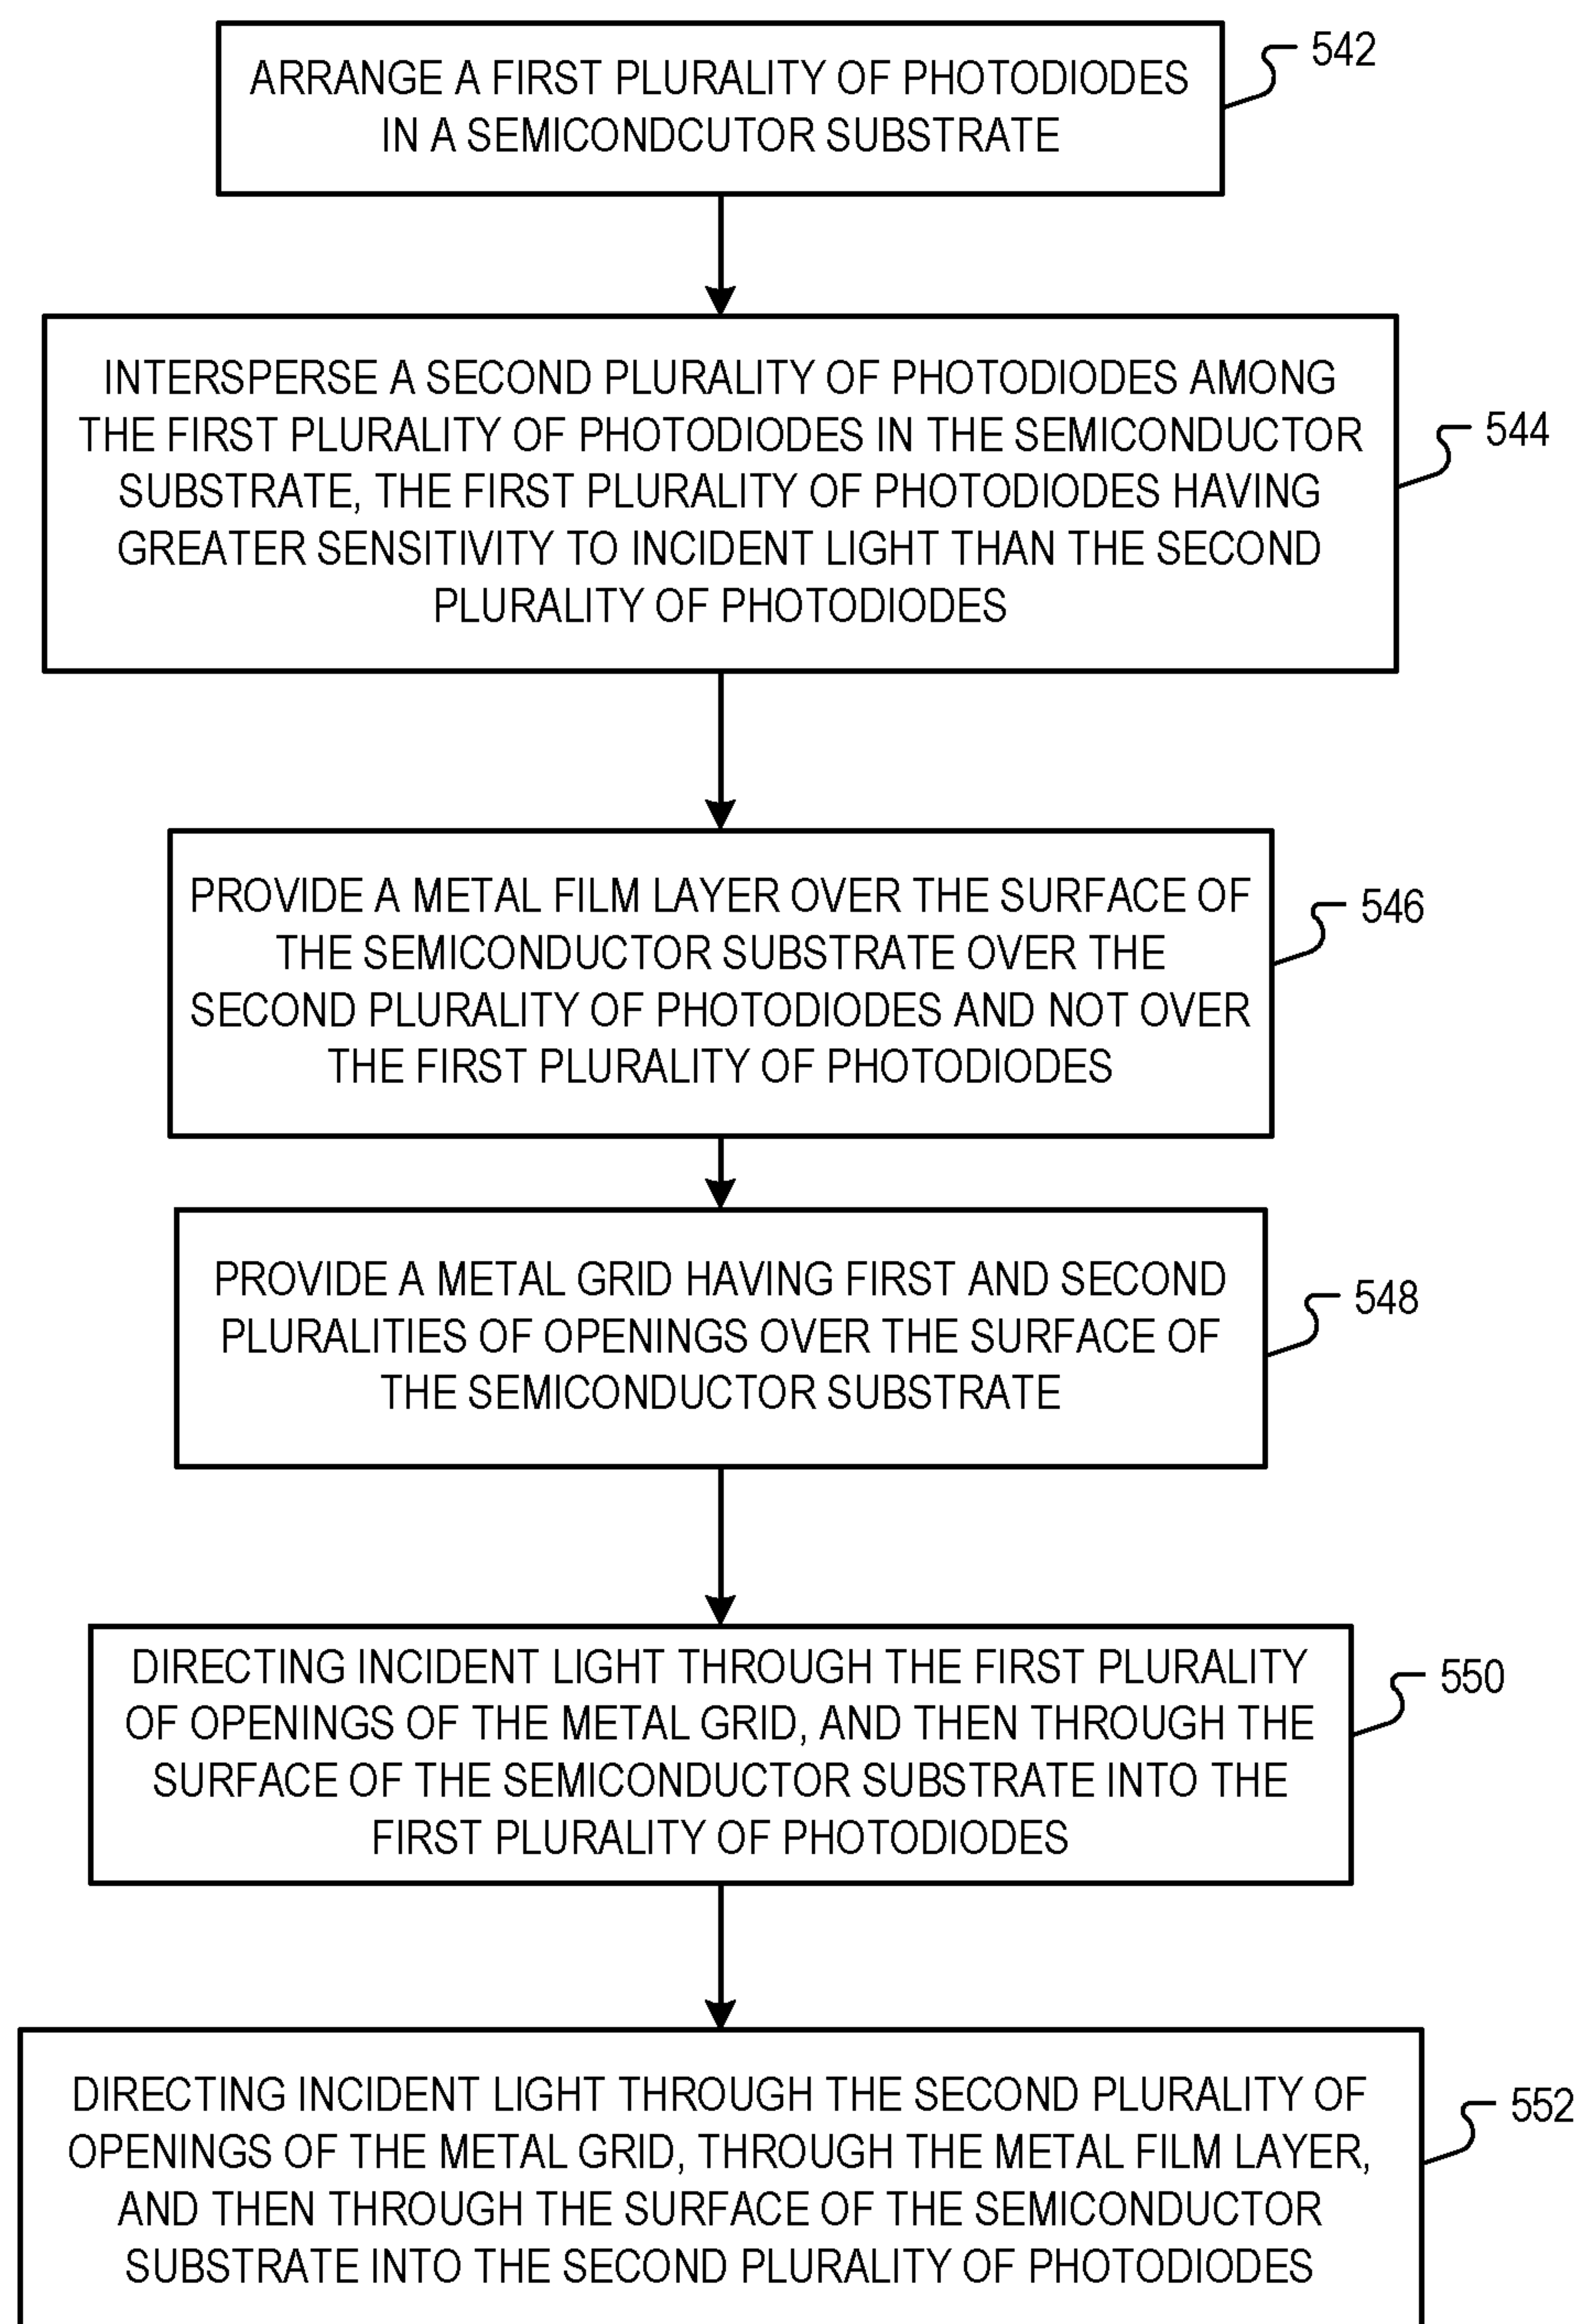 ARRANGE A FIRST PLURALITY OF PHOTODIODES
IN A SEMICONDCUTOR SUBSTRATE
542
INTERSPERSE A SECOND PLURALITY OF PHOTODIODES AMONG
THE FIRST PLURALITY OF PHOTODIODES IN THE SEMICONDUCTOR
SUBSTRATE, THE FIRST PLURALITY OF PHOTODIODES HAVING
GREATER SENSITIVITY TO INCIDENT LIGHT THAN THE SECOND
PLURALITY OF PHOTODIODES
544
PROVIDE A METAL FILM LAYER OVER THE SURFACE OF
THE SEMICONDUCTOR SUBSTRATE OVER THE
SECOND PLURALITY OF PHOTODIODES AND NOT OVER
THE FIRST PLURALITY OF PHOTODIODES
546
PROVIDE A METAL GRID HAVING FIRST AND SECOND
PLURALITIES OF OPENINGS OVER THE SURFACE OF
THE SEMICONDUCTOR SUBSTRATE
548
DIRECTING INCIDENT LIGHT THROUGH THE FIRST PLURALITY
OF OPENINGS OF THE METAL GRID, AND THEN THROUGH THE
SURFACE OF THE SEMICONDUCTOR SUBSTRATE INTO THE
FIRST PLURALITY OF PHOTODIODES
550
DIRECTING INCIDENT LIGHT THROUGH THE SECOND PLURALITY OF
OPENINGS OF THE METAL GRID, THROUGH THE METAL FILM LAYER,
AND THEN THROUGH THE SURFACE OF THE SEMICONDUCTOR
SUBSTRATE INTO THE SECOND PLURALITY OF PHOTODIODES
552